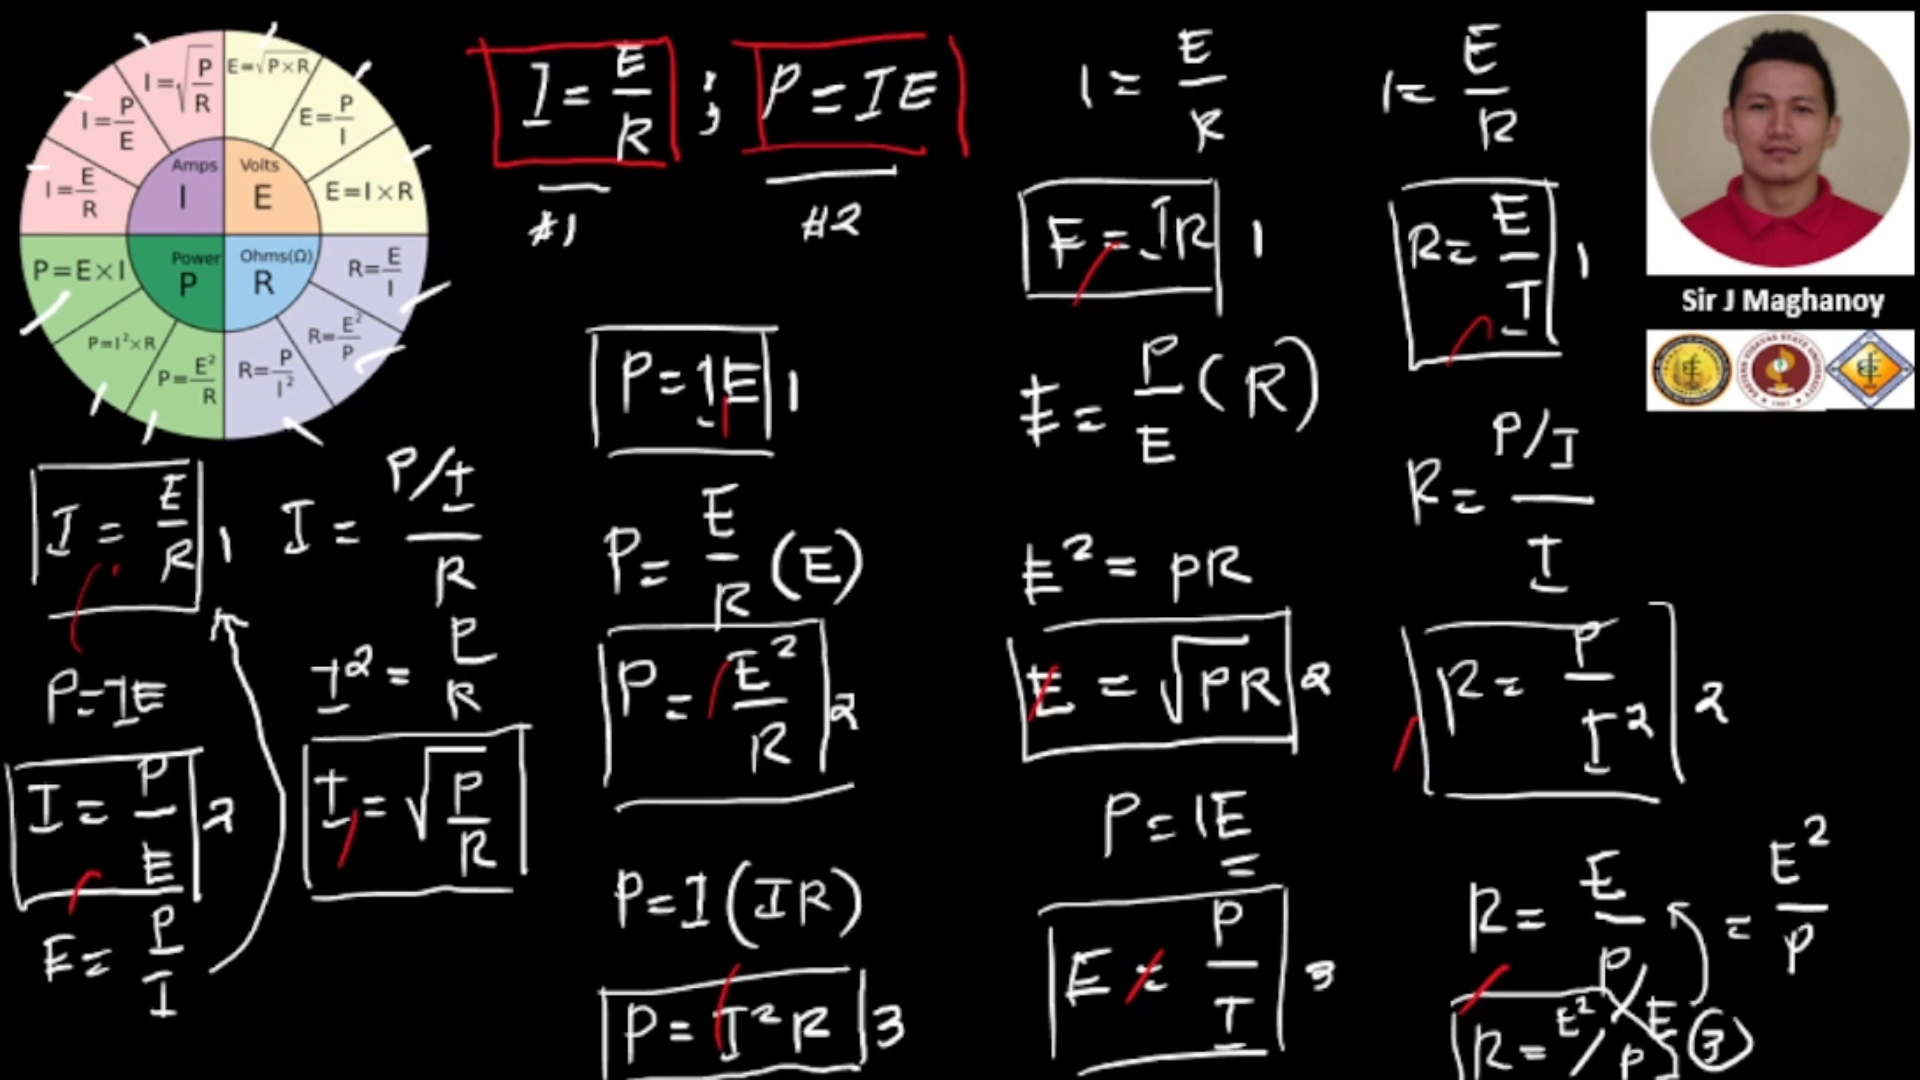 I=√P/R
E=√P×R
I=P/E
E=P/I
I=E/R
E=I×R
Amps
I
Volts
E
Power
P
Ohms(Ω)
R
P=E×I
R=E/I
P=I²×R
R=E²/P
P=E²/R
R=P/I²
I=E/R ; P=IE
#1
#2
I=E/R 1
P=IE
I=P/E 2
E=P/I
I=P/I/R
I²=P/R
I=√P/R
P=IE 1
P=E/R(E)
P=E²/R 2
P=I(IR)
P=I²R 3
I=E/R
E=IR 1
E=P/E(R)
E²=PR
E=√PR 2
P=IE
E=P/I 3
I=E/R
R=E/I 1
R=P/I/I
R=P/I² 2
R=E/P/E=E²/P
R=E²/P 3
Sir J Maghanoy